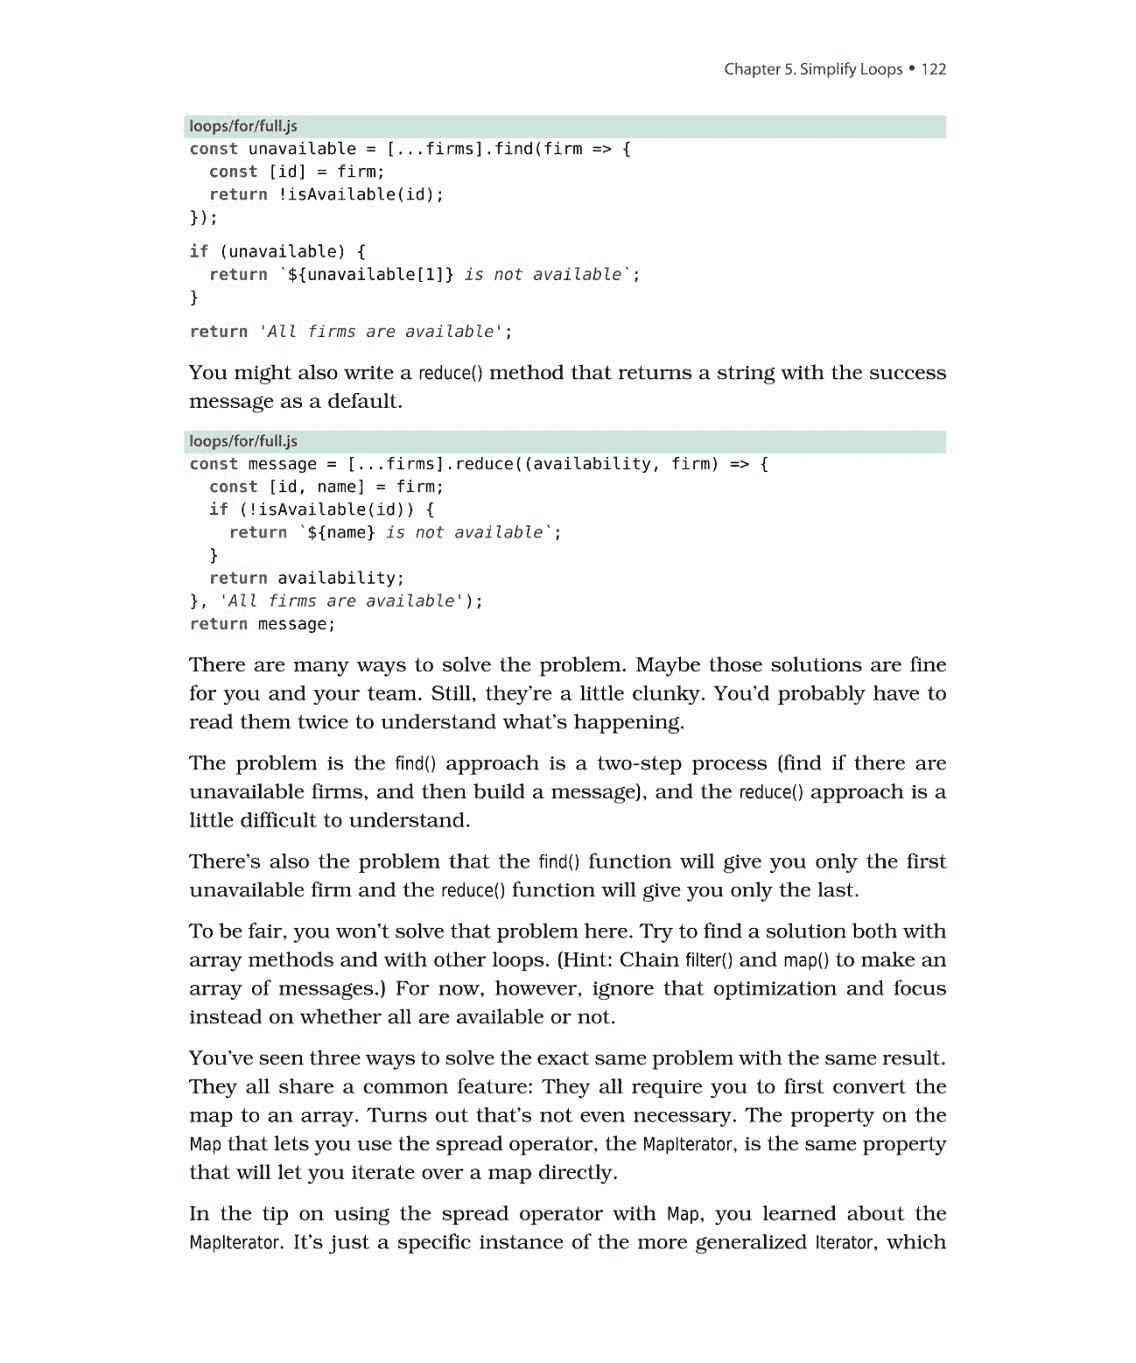 Chapter 5. Simplify Loops • 122
loops/for/full.js
const unavailable = [...firms].find(firm => {
  const [id] = firm;
  return !isAvailable(id);
});
if (unavailable) {
  return `${unavailable[1]} is not available`;
}
return 'All firms are available';
You might also write a reduce() method that returns a string with the success
message as a default.
loops/for/full.js
const message = [...firms].reduce((availability, firm) => {
  const [id, name] = firm;
  if (!isAvailable(id)) {
    return `${name} is not available`;
  }
  return availability;
}, 'All firms are available');
return message;
There are many ways to solve the problem. Maybe those solutions are fine
for you and your team. Still, they're a little clunky. You'd probably have to
read them twice to understand what's happening.
The problem is the find() approach is a two-step process (find if there are
unavailable firms, and then build a message), and the reduce() approach is a
little difficult to understand.
There's also the problem that the find() function will give you only the first
unavailable firm and the reduce() function will give you only the last.
To be fair, you won't solve that problem here. Try to find a solution both with
array methods and with other loops. (Hint: Chain filter() and map() to make an
array of messages.) For now, however, ignore that optimization and focus
instead on whether all are available or not.
You've seen three ways to solve the exact same problem with the same result.
They all share a common feature: They all require you to first convert the
map to an array. Turns out that's not even necessary. The property on the
Map that lets you use the spread operator, the MapIterator, is the same property
that will let you iterate over a map directly.
In the tip on using the spread operator with Map, you learned about the
MapIterator. It's just a specific instance of the more generalized Iterator, which